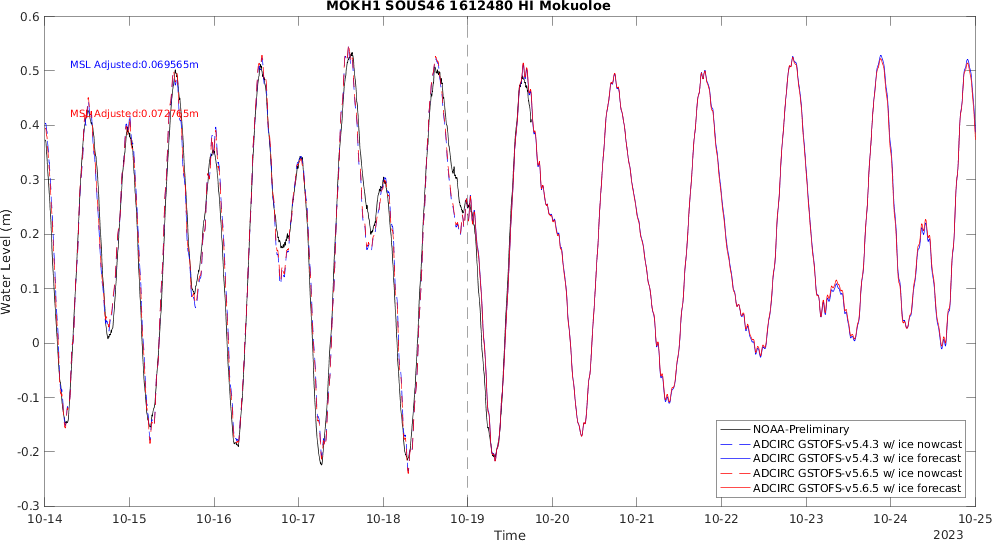 MOKH1 SOUS46 1612480 HI Mokuoloe
Water Level (m)
0.6
0.5
0.4
0.3
0.2
0.1
0
-0.1
-0.2
-0.3
MSL Adjusted:0.069565m
MSL Adjusted:0.072765m
NOAA-Preliminary
ADCIRC GSTOFS-v5.4.3 w/ ice nowcast
ADCIRC GSTOFS-v5.4.3 w/ ice forecast
ADCIRC GSTOFS-v5.6.5 w/ ice nowcast
ADCIRC GSTOFS-v5.6.5 w/ ice forecast
10-14 10-15 10-16 10-17 10-18 10-19 10-20 10-21 10-22 10-23 10-24 10-25
Time
2023